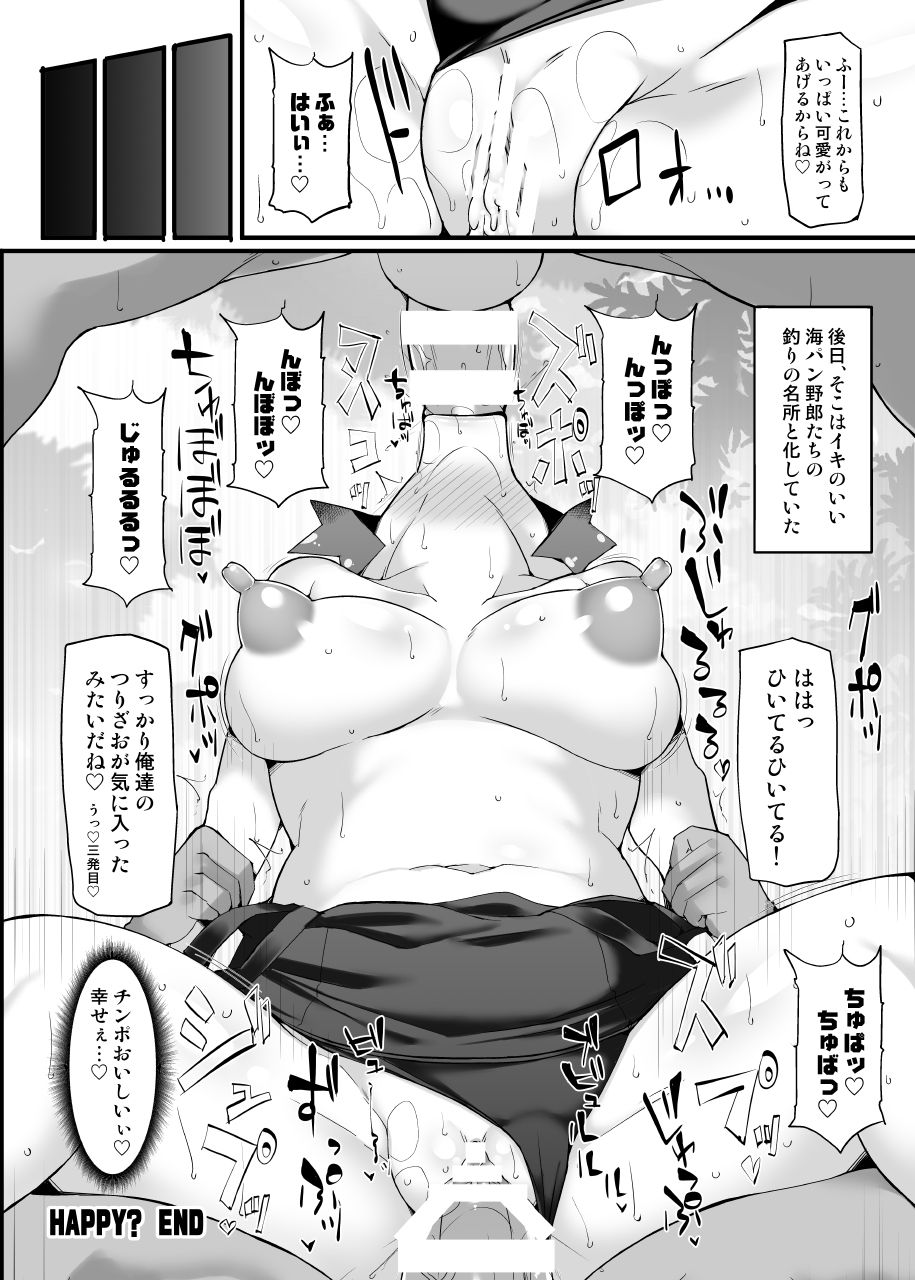 ふー…これからも
いっぱい可愛がって
あげるからね♡
ふぁ…
はいぃ…♡
後日、そこはイキのいい
海パン野郎たちの
釣りの名所と化していた
んっぽっ♡
んっぽッ♡
んぼっ♡
んぼぼッ♡
じゅるるるっ♡
ははっ
ひいてるひいてる！
すっかり俺達の
つりざおが気に入った
みたいだね♡
うっ♡三発目♡
ちゅばッ♡
ちゅばっ♡
チンポおいしいぃ♡
幸せぇ…♡
HAPPY? END